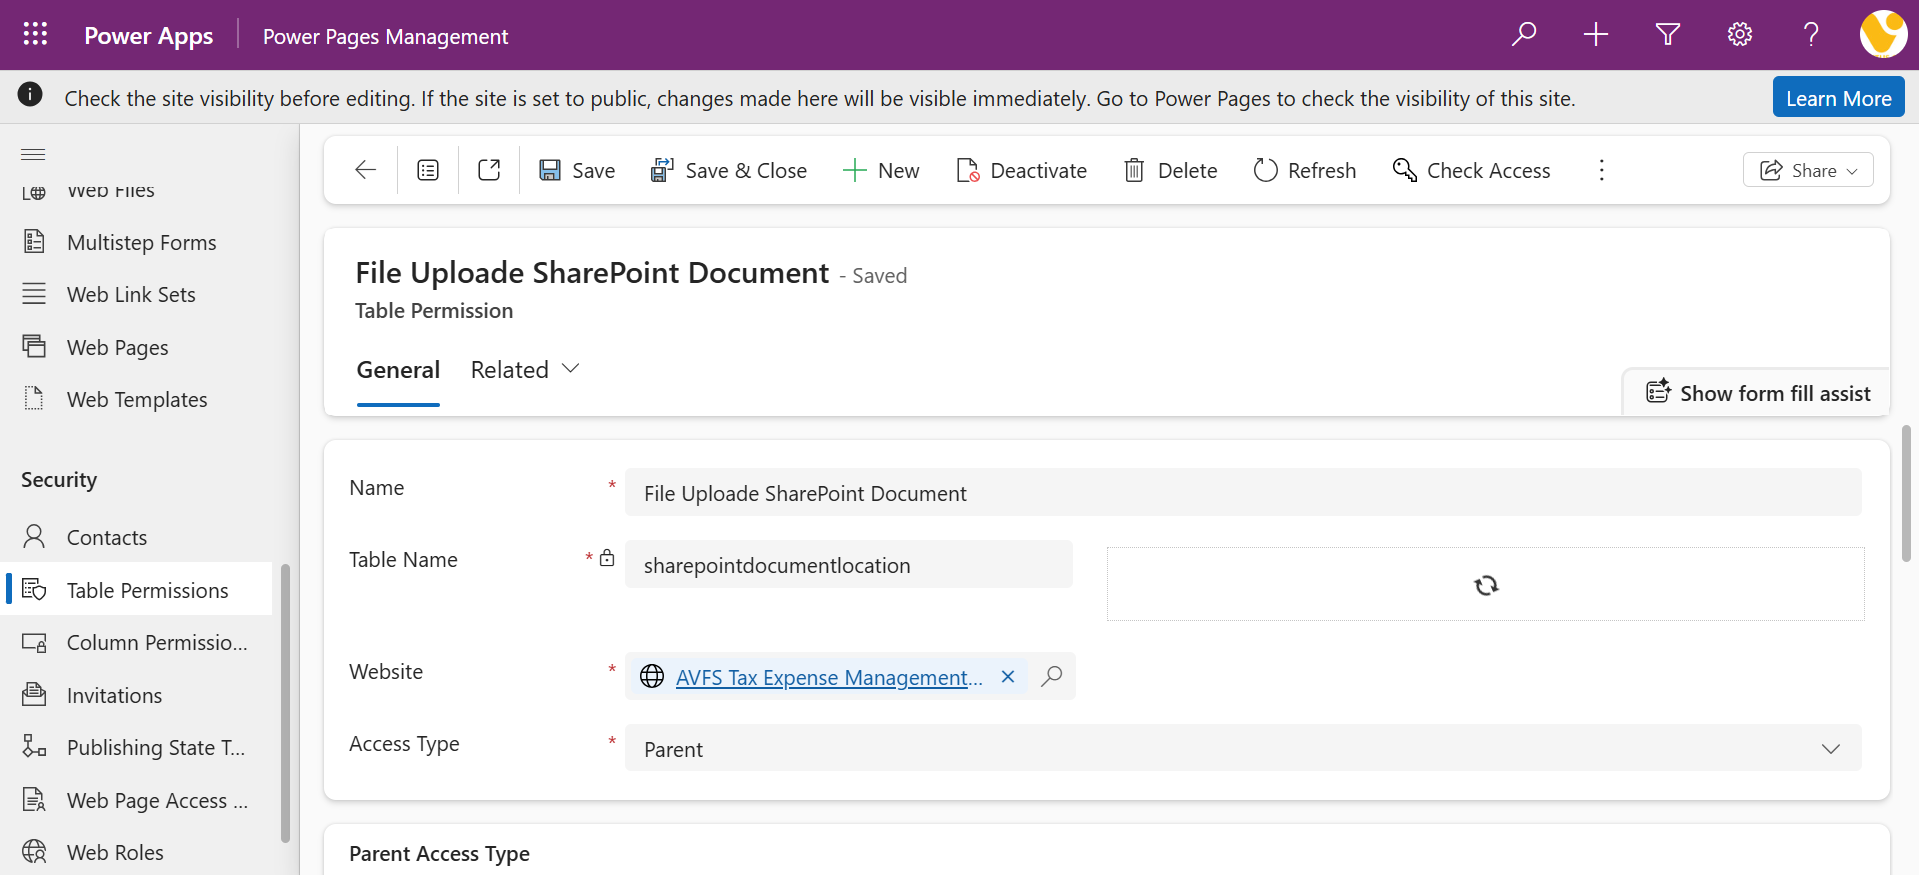 Power Apps
Power Pages Management
Check the site visibility before editing. If the site is set to public, changes made here will be visible immediately. Go to Power Pages to check the visibility of this site.
Learn More
Web Files
Multistep Forms
Web Link Sets
Web Pages
Web Templates
Security
Contacts
Table Permissions
Column Permissio...
Invitations
Publishing State T...
Web Page Access ...
Web Roles
Save
Save & Close
New
Deactivate
Delete
Refresh
Check Access
Share
File Uploade SharePoint Document - Saved
Table Permission
General
Related
Show form fill assist
Name * File Uploade SharePoint Document
Table Name * sharepointdocumentlocation
Website * AVFS Tax Expense Management...
Access Type * Parent
Parent Access Type